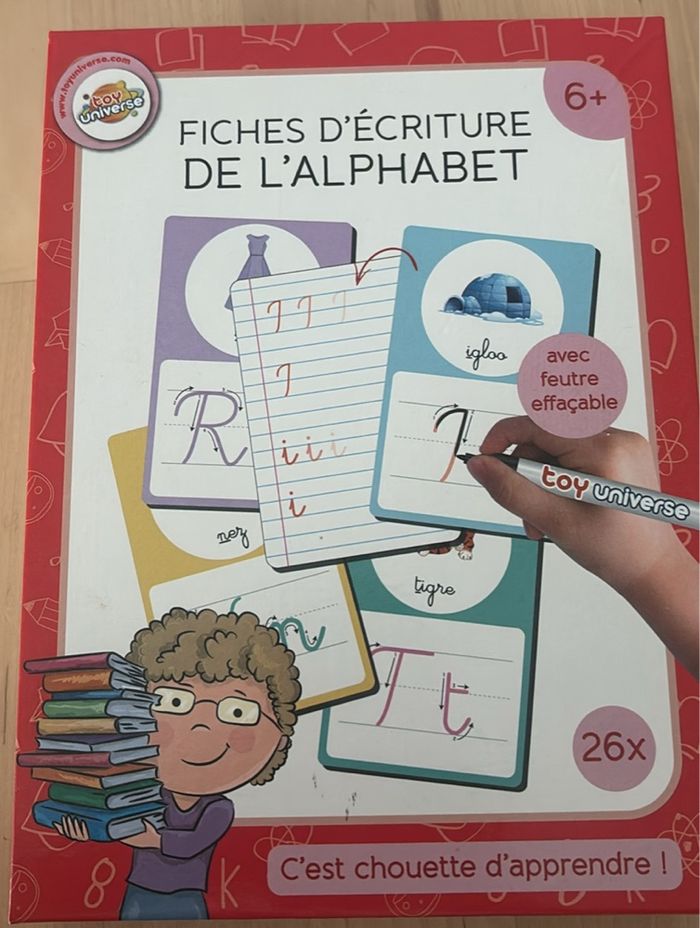 www.toyuniverse.com
toy
universe
6+
FICHES D'ÉCRITURE
DE L'ALPHABET
igloo
avec
feutre
effaçable
I I I
I
i i i
i
R
I
toy universe
nez
n
tigre
T t
26x
C'est chouette d'apprendre !
8 K